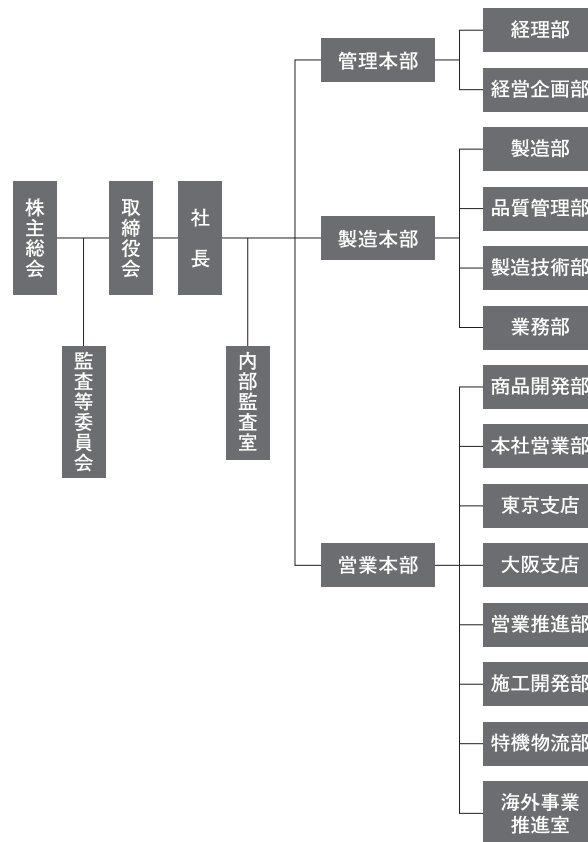 株主総会
監査等委員会
取締役会
社長
内部監査室
管理本部
経理部
経営企画部
製造本部
製造部
品質管理部
製造技術部
業務部
営業本部
商品開発部
本社営業部
東京支店
大阪支店
営業推進部
施工開発部
特機物流部
海外事業
推進室